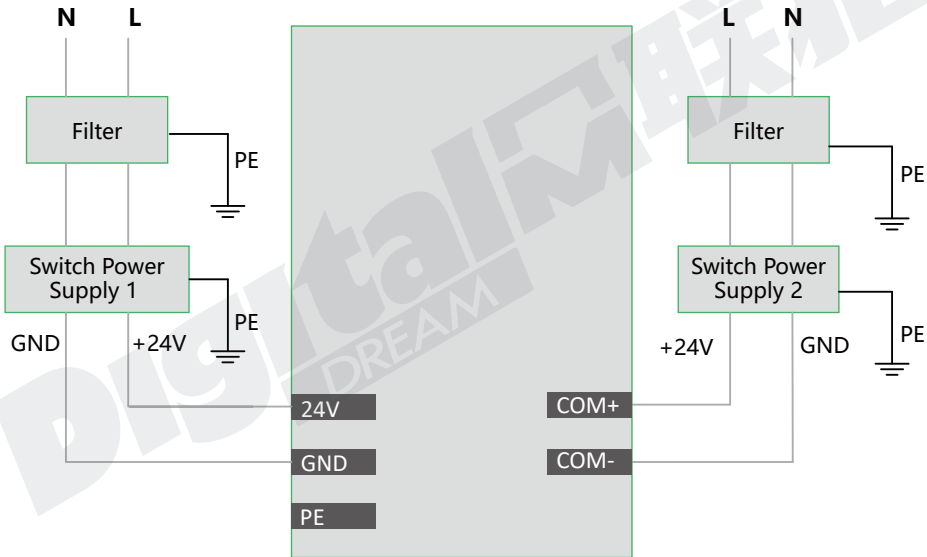 N L
L N
Filter
PE
Filter
PE
Switch Power
Supply 1
PE
GND
+24V
Switch Power
Supply 2
PE
+24V
GND
24V
COM+
GND
COM-
PE
Digital
DREAM